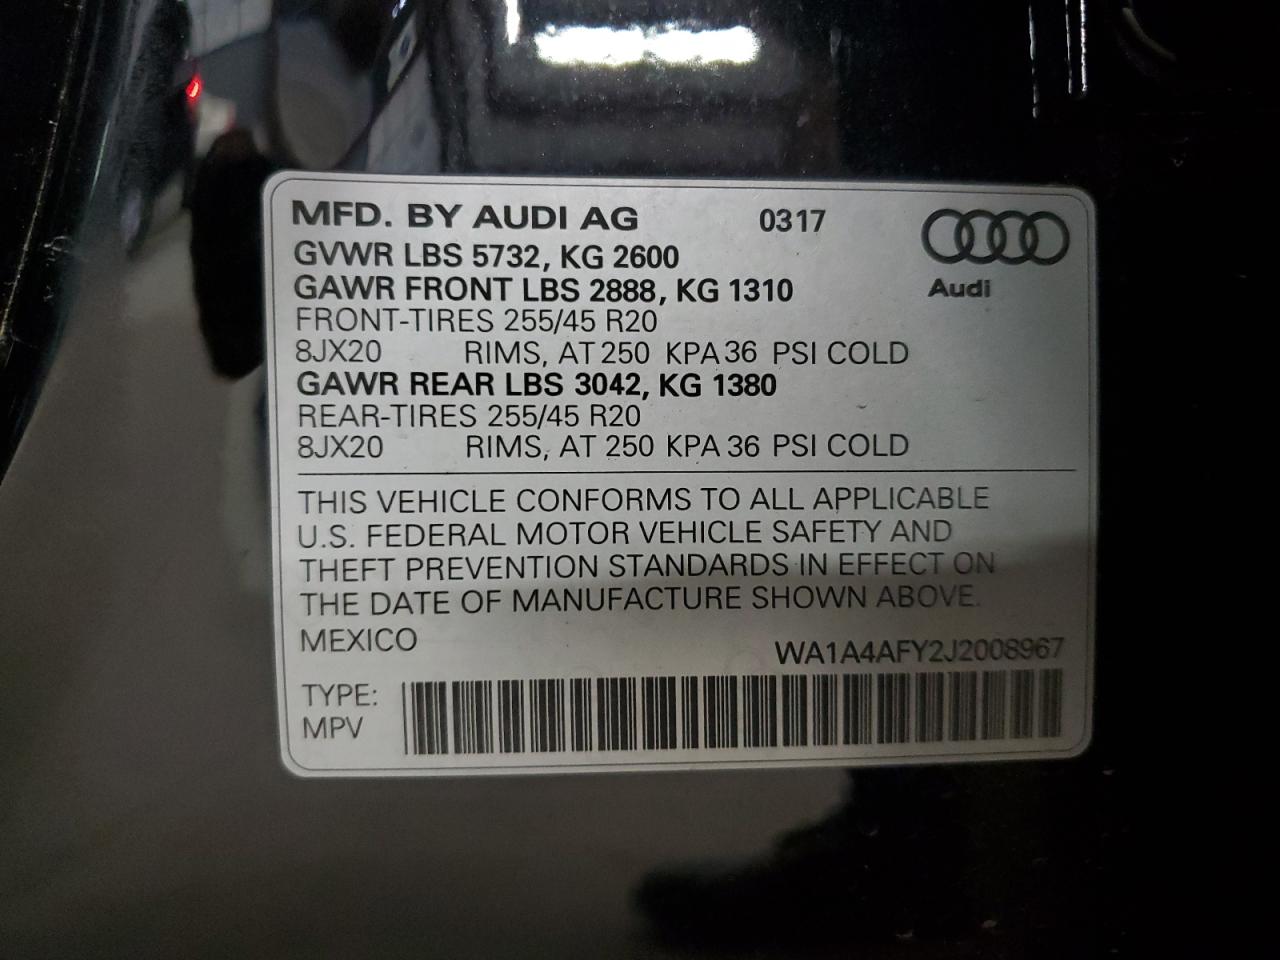 MFD. BY AUDI AG 0317
GVWR LBS 5732, KG 2600
GAWR FRONT LBS 2888, KG 1310
Audi
FRONT-TIRES 255/45 R20
8JX20 RIMS, AT 250 KPA 36 PSI COLD
GAWR REAR LBS 3042, KG 1380
REAR-TIRES 255/45 R20
8JX20 RIMS, AT 250 KPA 36 PSI COLD
THIS VEHICLE CONFORMS TO ALL APPLICABLE
U.S. FEDERAL MOTOR VEHICLE SAFETY AND
THEFT PREVENTION STANDARDS IN EFFECT ON
THE DATE OF MANUFACTURE SHOWN ABOVE.
MEXICO WA1A4AFY2J2008967
TYPE:
MPV